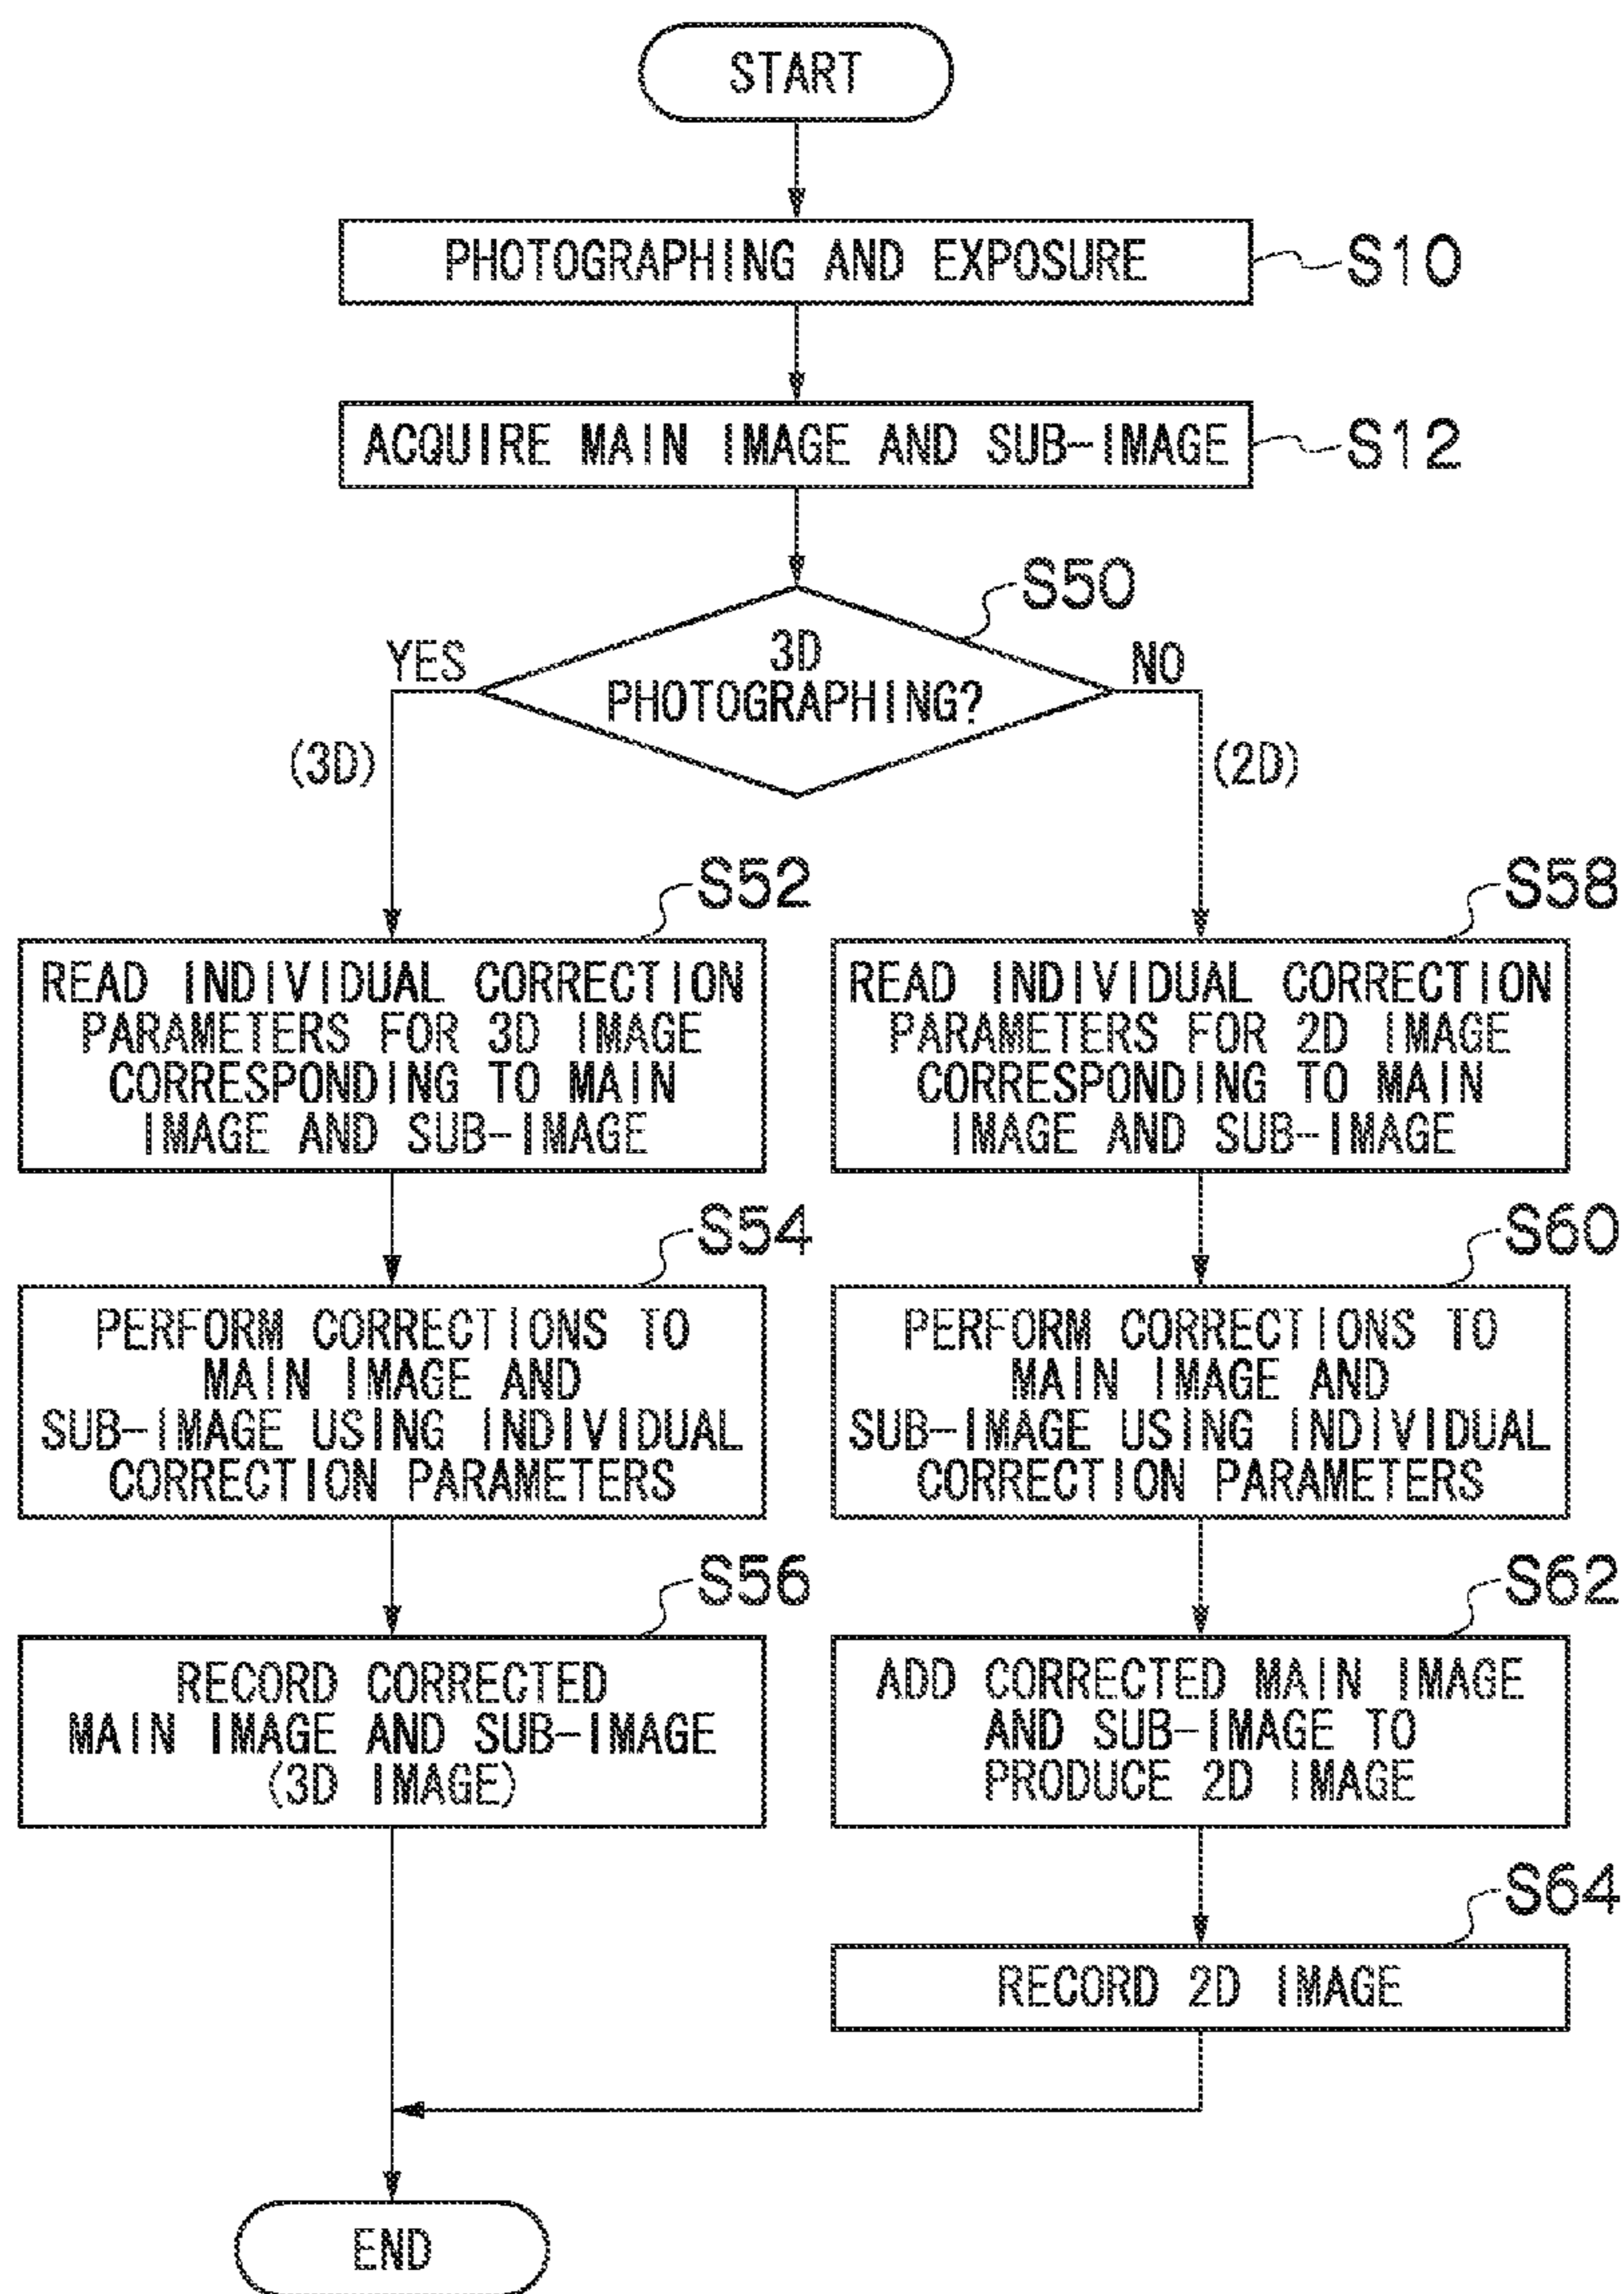 START
PHOTOGRAPHING AND EXPOSURE
S10
ACQUIRE MAIN IMAGE AND SUB-IMAGE
S12
S50
3D
PHOTOGRAPHING?
YES
NO
(3D)
(2D)
S52
READ INDIVIDUAL CORRECTION
PARAMETERS FOR 3D IMAGE
CORRESPONDING TO MAIN
IMAGE AND SUB-IMAGE
S58
READ INDIVIDUAL CORRECTION
PARAMETERS FOR 2D IMAGE
CORRESPONDING TO MAIN
IMAGE AND SUB-IMAGE
S54
PERFORM CORRECTIONS TO
MAIN IMAGE AND
SUB-IMAGE USING INDIVIDUAL
CORRECTION PARAMETERS
S60
PERFORM CORRECTIONS TO
MAIN IMAGE AND
SUB-IMAGE USING INDIVIDUAL
CORRECTION PARAMETERS
S56
RECORD CORRECTED
MAIN IMAGE AND SUB-IMAGE
(3D IMAGE)
S62
ADD CORRECTED MAIN IMAGE
AND SUB-IMAGE TO
PRODUCE 2D IMAGE
S64
RECORD 2D IMAGE
END